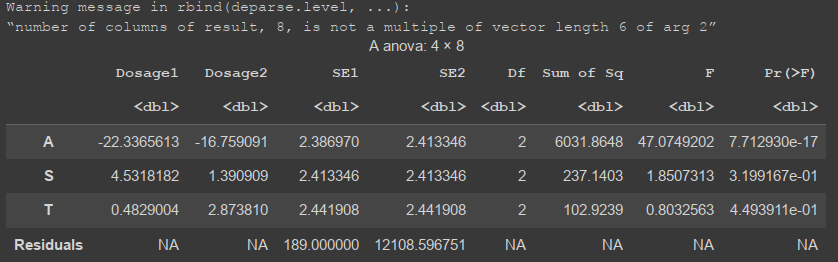 Warning message in rbind(deparse.level, ...):
“number of columns of result, 8, is not a multiple of vector length 6 of arg 2”
A anova: 4 × 8
Dosage1 Dosage2 SE1 SE2 Df Sum of Sq F Pr(>F)
<dbl> <dbl> <dbl> <dbl> <dbl> <dbl> <dbl> <dbl>
A -22.3365613 -16.759091 2.386970 2.413346 2 6031.8648 47.0749202 7.712930e-17
S 4.5318182 1.390909 2.413346 2.413346 2 237.1403 1.8507313 3.199167e-01
T 0.4829004 2.873810 2.441908 2.441908 2 102.9239 0.8032563 4.493911e-01
Residuals NA NA 189.000000 12108.596751 NA NA NA NA